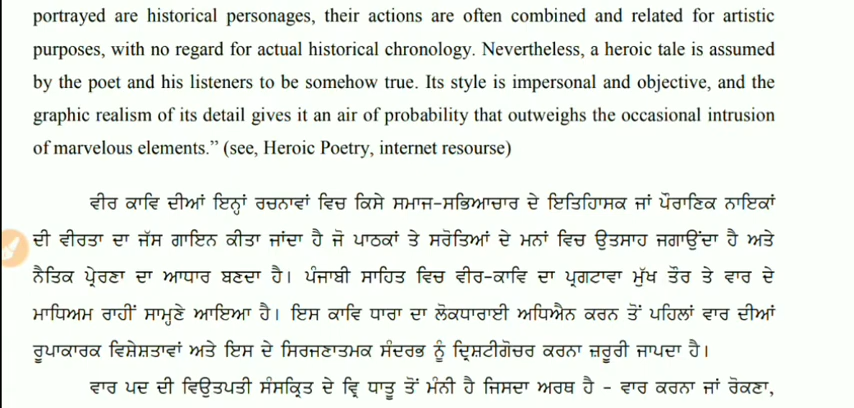 portrayed are historical personages, their actions are often combined and related for artistic
purposes, with no regard for actual historical chronology. Nevertheless, a heroic tale is assumed
by the poet and his listeners to be somehow true. Its style is impersonal and objective, and the
graphic realism of its detail gives it an air of probability that outweighs the occasional intrusion
of marvelous elements.” (see, Heroic Poetry, internet resourse)
ਵੀਰ ਕਾਵਿ ਦੀਆਂ ਇਨ੍ਹਾਂ ਰਚਨਾਵਾਂ ਵਿਚ ਕਿਸੇ ਸਮਾਜ-ਸਭਿਆਚਾਰ ਦੇ ਇਤਿਹਿਾਸਕ ਜਾਂ ਪੌਰਾਣਿਕ ਨਾਇਕਾਂ
ਦੀ ਵੀਰਤਾ ਦਾ ਜੱਸ ਗਾਇਨ ਕੀਤਾ ਜਾਂਦਾ ਹੈ ਜੋ ਪਾਠਕਾਂ ਤੇ ਸਰੋਤਿਆਂ ਦੇ ਮਨਾਂ ਵਿਚ ਉਤਸਾਹ ਜਗਾਉਂਦਾ ਹੈ ਅਤੇ
ਨੈਤਿਕ ਪ੍ਰੇਰਣਾ ਦਾ ਆਧਾਰ ਬਣਦਾ ਹੈ। ਪੰਜਾਬੀ ਸਾਹਿਤ ਵਿਚ ਵੀਰ-ਕਾਵਿ ਦਾ ਪ੍ਰਗਟਾਵਾ ਮੁੱਖ ਤੌਰ ਤੇ ਵਾਰ ਦੇ
ਮਾਧਿਅਮ ਰਾਹੀਂ ਸਾਮ੍ਹਣੇ ਆਇਆ ਹੈ। ਇਸ ਕਾਵਿ ਧਾਰਾ ਦਾ ਲੋਕਧਾਰਾਈ ਅਧਿਐਨ ਕਰਨ ਤੋਂ ਪਹਿਲਾਂ ਵਾਰ ਦੀਆਂ
ਰੂਪਾਕਾਰਕ ਵਿਸ਼ੇਸ਼ਤਾਵਾਂ ਅਤੇ ਇਸ ਦੇ ਸਿਰਜਣਾਤਮਕ ਸੰਦਰਭ ਨੂੰ ਦ੍ਰਿਸ਼ਟੀਗੋਚਰ ਕਰਨਾ ਜ਼ਰੂਰੀ ਜਾਪਦਾ ਹੈ।
ਵਾਰ ਪਦ ਦੀ ਵਿਉਤਪਤੀ ਸੰਸਕ੍ਰਿਤ ਦੇ ਵ੍ਰਿ ਧਾਤੂ ਤੋਂ ਮੰਨੀ ਹੈ ਜਿਸਦਾ ਅਰਥ ਹੈ - ਵਾਰ ਕਰਨਾ ਜਾਂ ਰੋਕਣਾ,